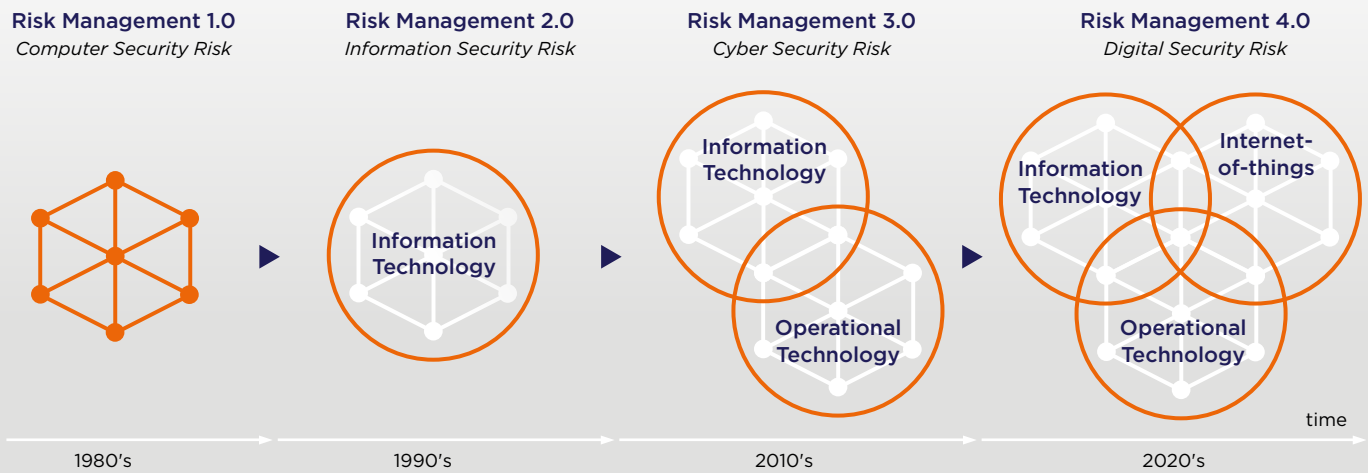 Risk Management 1.0
Computer Security Risk
Risk Management 2.0
Information Security Risk
Risk Management 3.0
Cyber Security Risk
Risk Management 4.0
Digital Security Risk
Information
Technology
Information
Technology
Operational
Technology
Information
Technology
Internet-
of-things
Operational
Technology
time
1980's
1990's
2010's
2020's